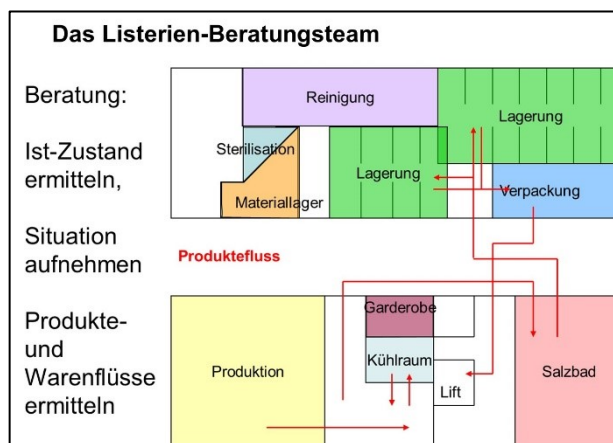 Das Listerien-Beratungsteam
Beratung:
Ist-Zustand
ermitteln,
Situation
aufnehmen
Produkte-
und
Warenflüsse
ermitteln
Reinigung
Lagerung
Sterilisation
Lagerung
Materiallager
Verpackung
Produktefluss
Garderobe
Kühlraum
Produktion
Lift
Salzbad